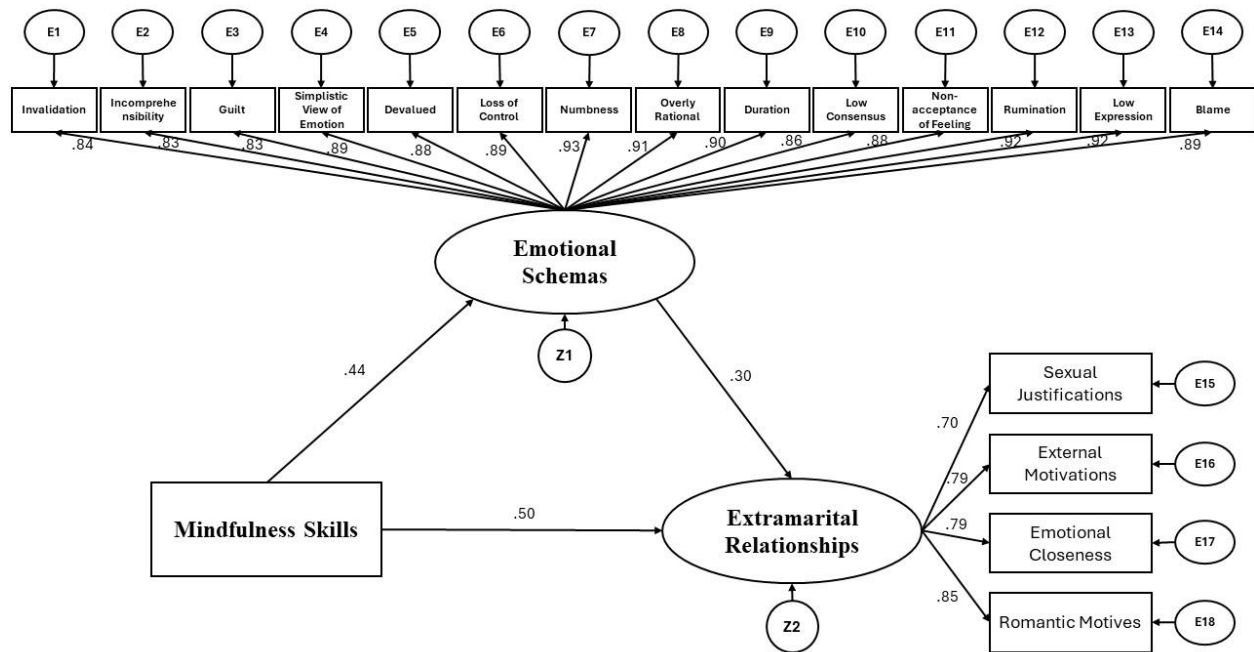 E1 E2 E3 E4 E5 E6 E7 E8 E9 E10 E11 E12 E13 E14
Invalidation
Incomprehe
nsibility
Guilt
Simplistic
View of
Emotion
Devalued
Loss of
Control
Numbness
Overly
Rational
Duration
Low
Consensus
Non-
acceptance
of Feeling
Rumination
Low
Expression
Blame
.84 .83 .83 .89 .88 .89 .93 .91 .90 .86 .88 .92 .92 .89
Emotional
Schemas
Z1
.44
.30
Mindfulness Skills
.50
Extramarital
Relationships
Z2
.70
.79
.79
.85
Sexual
Justifications
E15
External
Motivations
E16
Emotional
Closeness
E17
Romantic Motives
E18